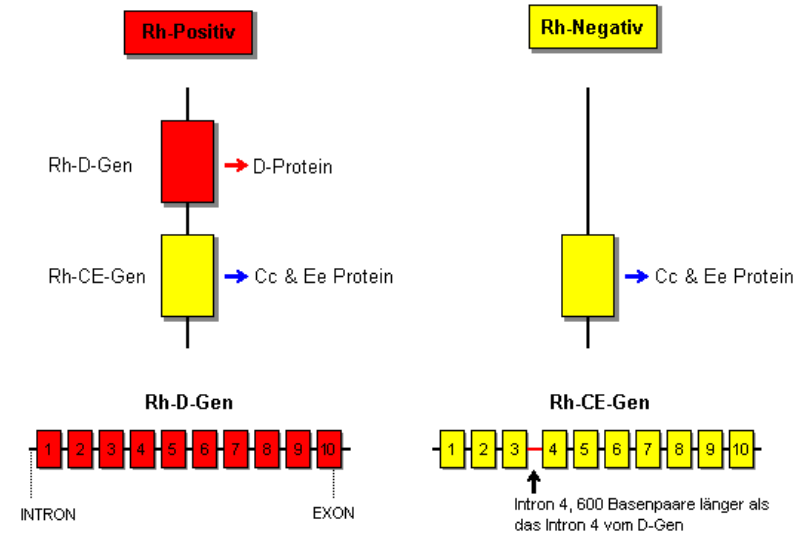 Rh-Positiv
Rh-Negativ
Rh-D-Gen
D-Protein
Rh-CE-Gen
Cc & Ee Protein
Cc & Ee Protein
Rh-D-Gen
Rh-CE-Gen
1 2 3 4 5 6 7 8 9 10
1 2 3 4 5 6 7 8 9 10
INTRON
EXON
Intron 4, 600 Basenpaare länger als
das Intron 4 vom D-Gen